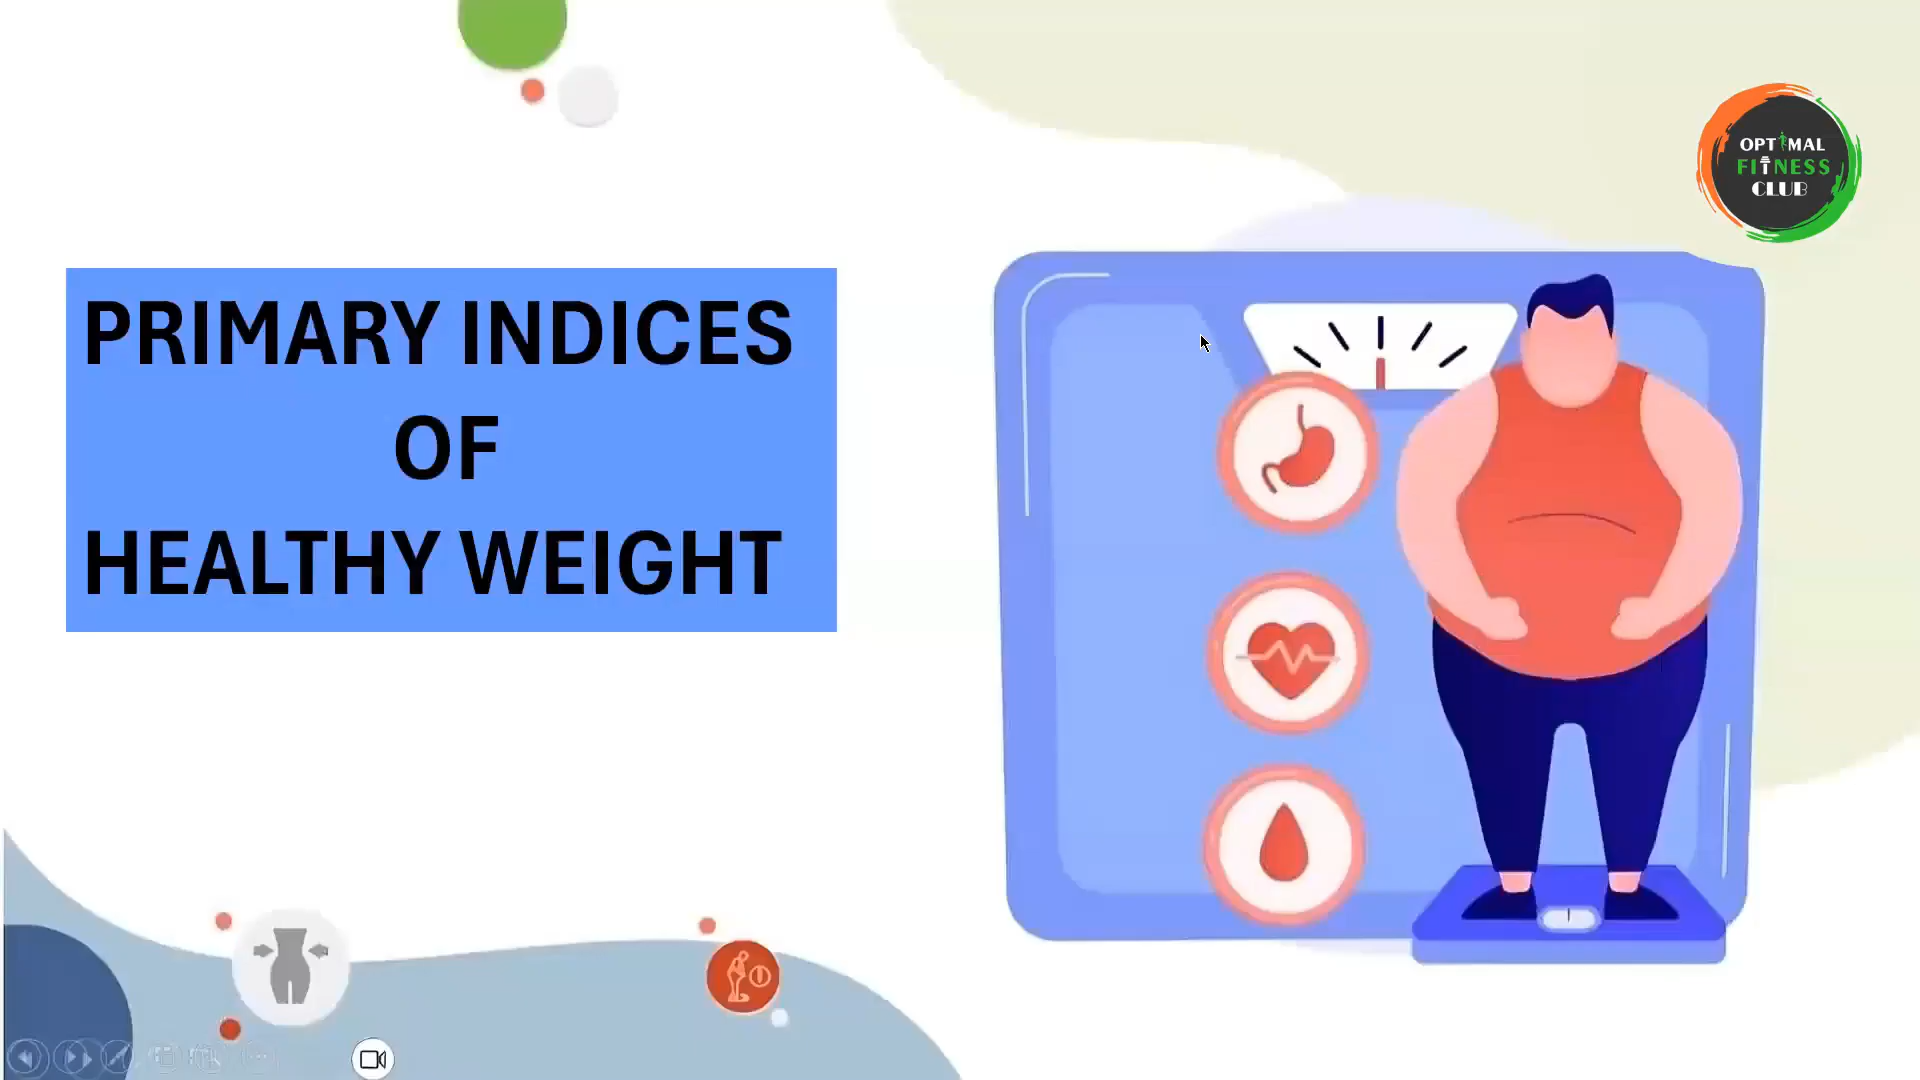 PRIMARY INDICES
OF
HEALTHY WEIGHT
OPTIMAL
FITNESS
CLUB